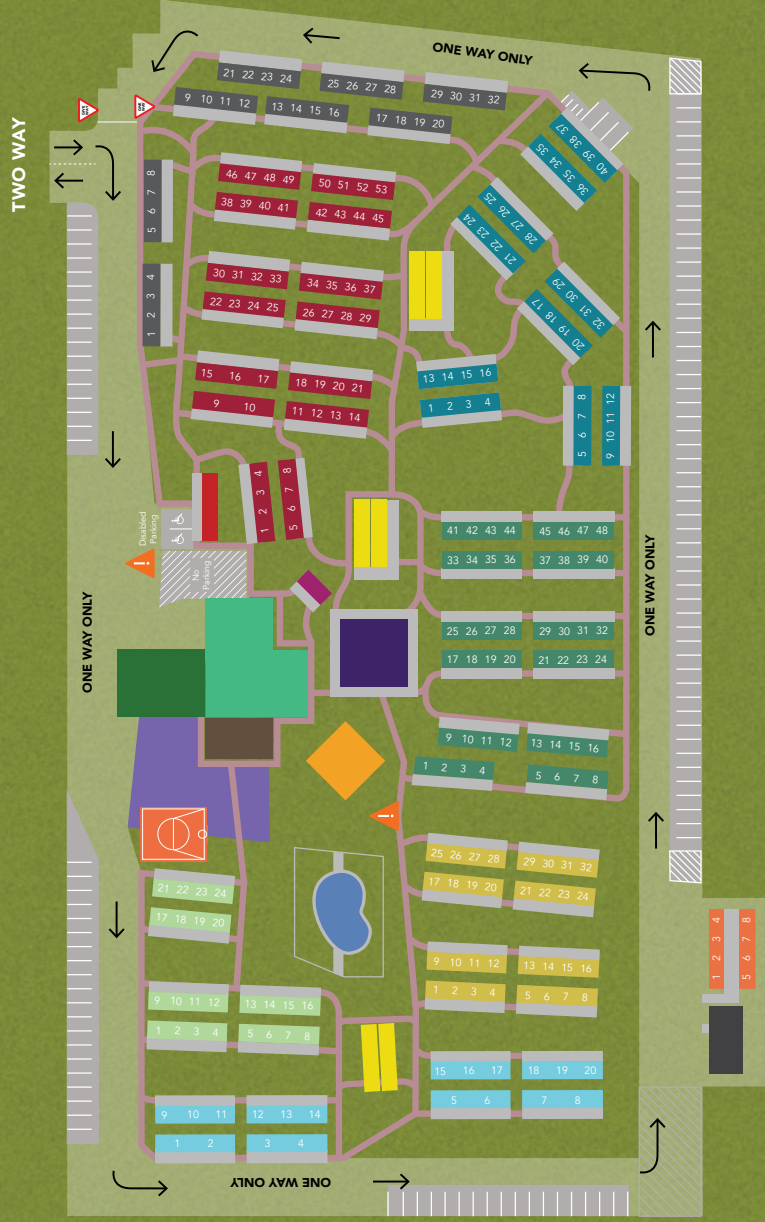 ONE WAY ONLY
TWO WAY
21 22 23 24
25 26 27 28
29 30 31 32
9 10 11 12
13 14 15 16
17 18 19 20
5 6 7 8
1 2 3 4
37 38 39 40
35 34 35 36
46 47 48 49
50 51 52 53
38 39 40 41
42 43 44 45
25 26 27 28
24 23 22 21
30 31 32 33
34 35 36 37
22 23 24 25
26 27 28 29
29 30 31 32
17 18 19 20
15 16 17
18 19 20 21
9 10
11 12 13 14
13 14 15 16
1 2 3 4
5 6 7 8
9 10 11 12
1 2 3 4
5 6 7 8
Disabled
Parking
!
No
Parking
41 42 43 44
45 46 47 48
33 34 35 36
37 38 39 40
ONE WAY ONLY
ONE WAY ONLY
25 26 27 28
29 30 31 32
17 18 19 20
21 22 23 24
9 10 11 12
13 14 15 16
1 2 3 4
5 6 7 8
!
25 26 27 28
29 30 31 32
17 18 19 20
21 22 23 24
21 22 23 24
17 18 19 20
9 10 11 12
13 14 15 16
1 2 3 4
5 6 7 8
9 10 11 12
13 14 15 16
1 2 3 4
5 6 7 8
1 2 3 4
5 6 7 8
15 16 17
18 19 20
5 6
7 8
9 10 11
12 13 14
1 2
3 4
ONE WAY ONLY